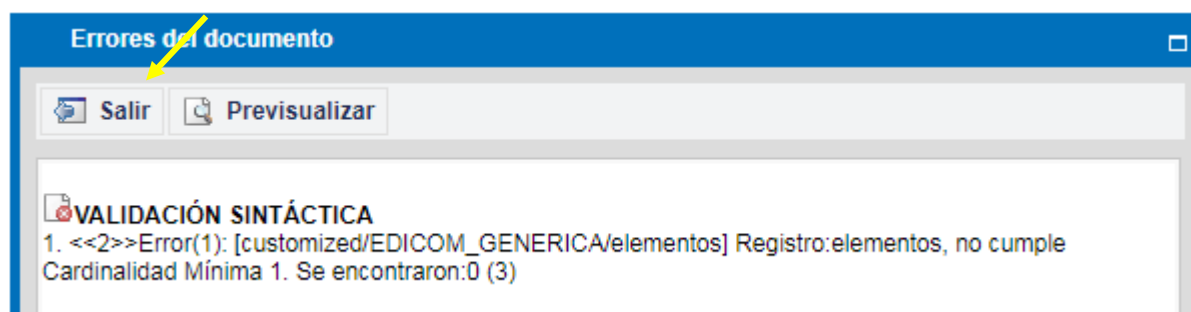 Errores del documento
Salir Previsualizar
VALIDACIÓN SINTÁCTICA
1. <<2>>Error(1): [customized/EDICOM_GENERICA/elementos] Registro:elementos, no cumple
Cardinalidad Mínima 1. Se encontraron:0 (3)